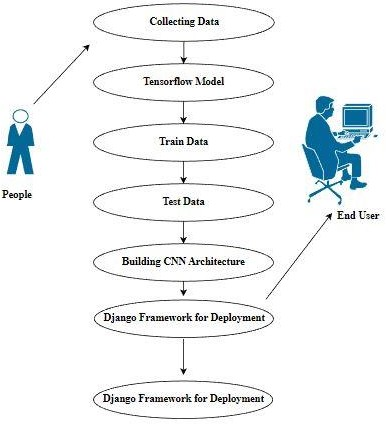 Collecting Data
Tensorflow Model
Train Data
People
Test Data
End User
Building CNN Architecture
Django Framework for Deployment
Django Framework for Deployment